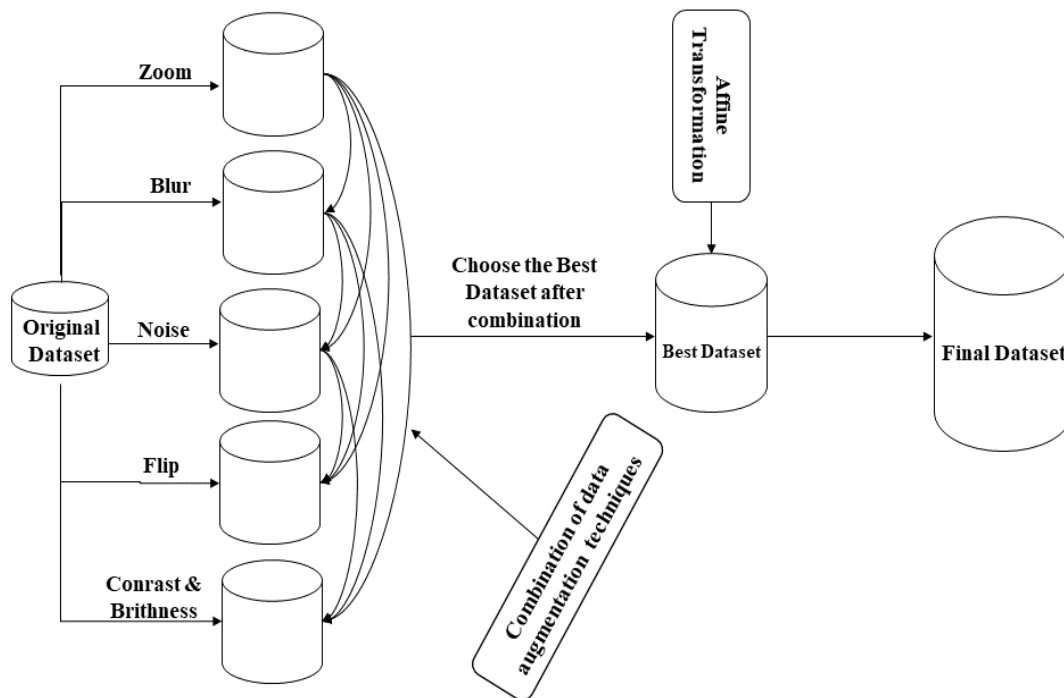 Zoom
Blur
Original
Dataset
Noise
Flip
Conrast &
Brithness
Choose the Best
Dataset after
combination
Affine
Transformation
Best Dataset
Final Dataset
Combination of data
augmentation techniques